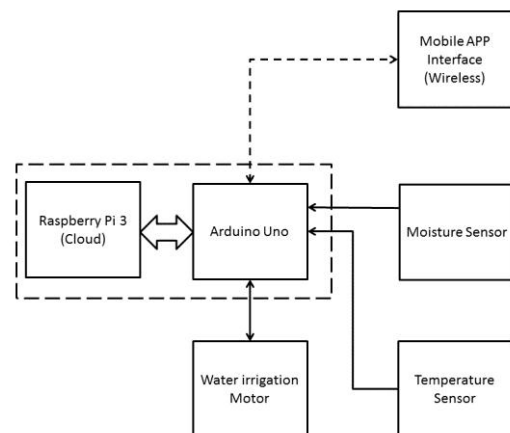 Mobile APP
Interface
(Wireless)
Raspberry Pi 3
(Cloud)
Arduino Uno
Moisture Sensor
Water irrigation
Motor
Temperature
Sensor